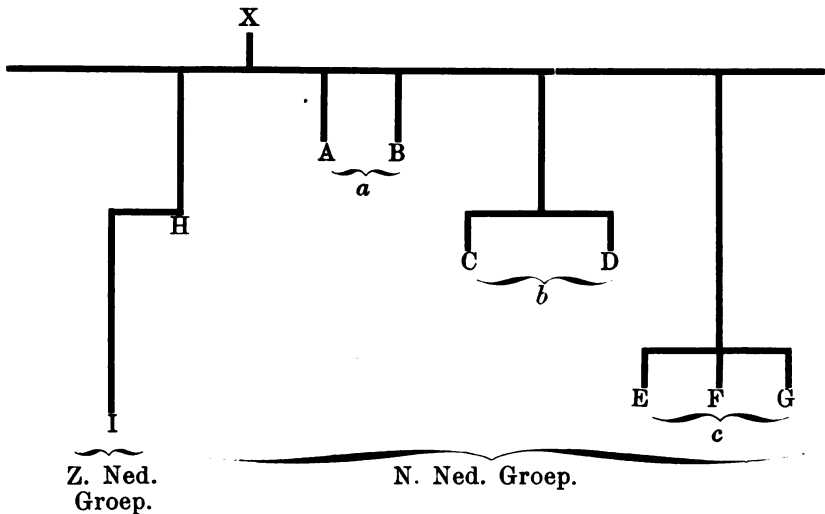 X
A B
a
H
C D
b
E F G
c
I
Z. Ned.
Groep.
N. Ned. Groep.